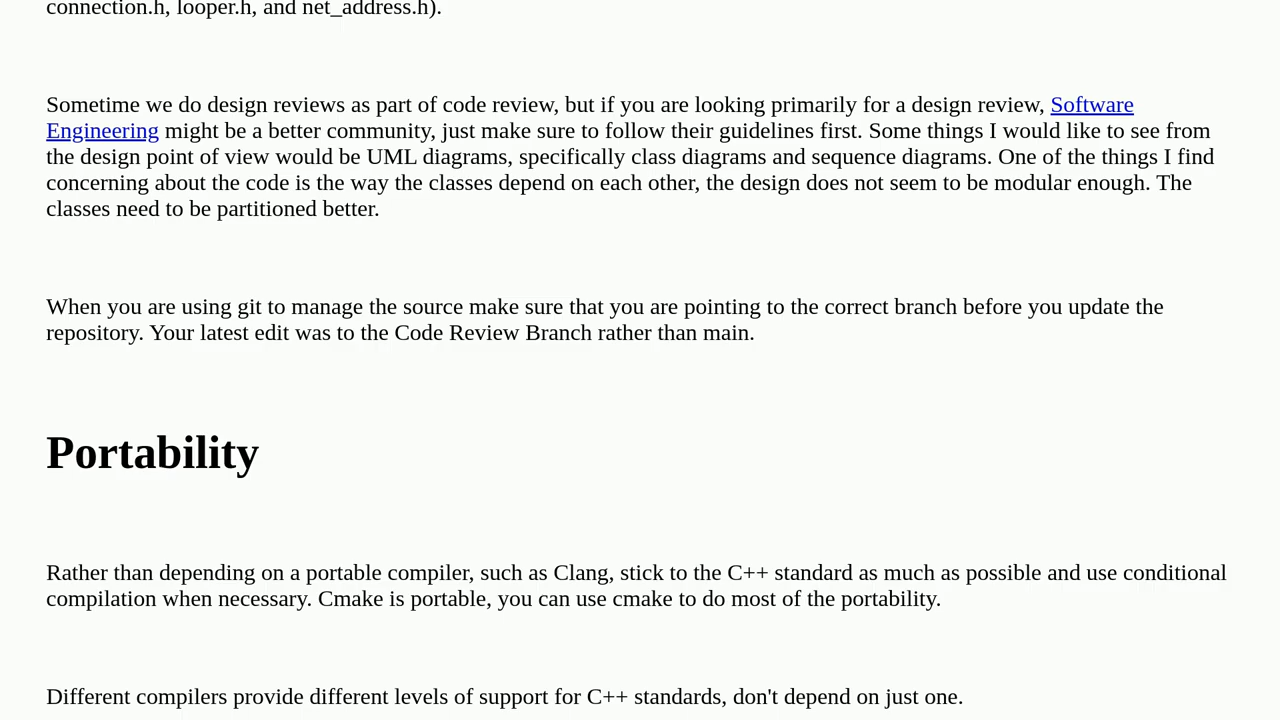 connection.h, looper.h, and net_address.h).
Sometime we do design reviews as part of code review, but if you are looking primarily for a design review, Software
Engineering might be a better community, just make sure to follow their guidelines first. Some things I would like to see from
the design point of view would be UML diagrams, specifically class diagrams and sequence diagrams. One of the things I find
concerning about the code is the way the classes depend on each other, the design does not seem to be modular enough. The
classes need to be partitioned better.
When you are using git to manage the source make sure that you are pointing to the correct branch before you update the
repository. Your latest edit was to the Code Review Branch rather than main.
Portability
Rather than depending on a portable compiler, such as Clang, stick to the C++ standard as much as possible and use conditional
compilation when necessary. Cmake is portable, you can use cmake to do most of the portability.
Different compilers provide different levels of support for C++ standards, don't depend on just one.